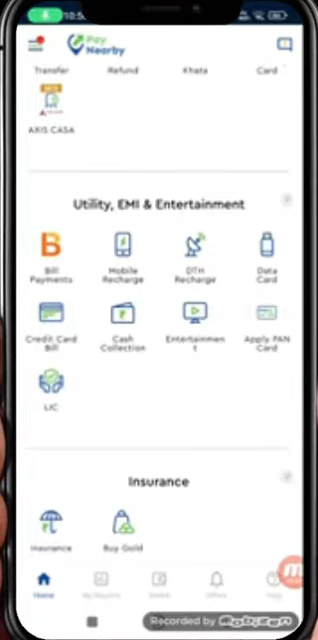 Pay
Nearby
Transfer Refund Khata Card
AXIS CASA
Utility, EMI & Entertainment
Bill Payments
Mobile Recharge
DTH Recharge
Data Card
Credit Card Bill
Cash Collection
Entertainmen
t
Apply PAN Card
LIC
Insurance
Insurance
Buy Gold
Home
Recorded by